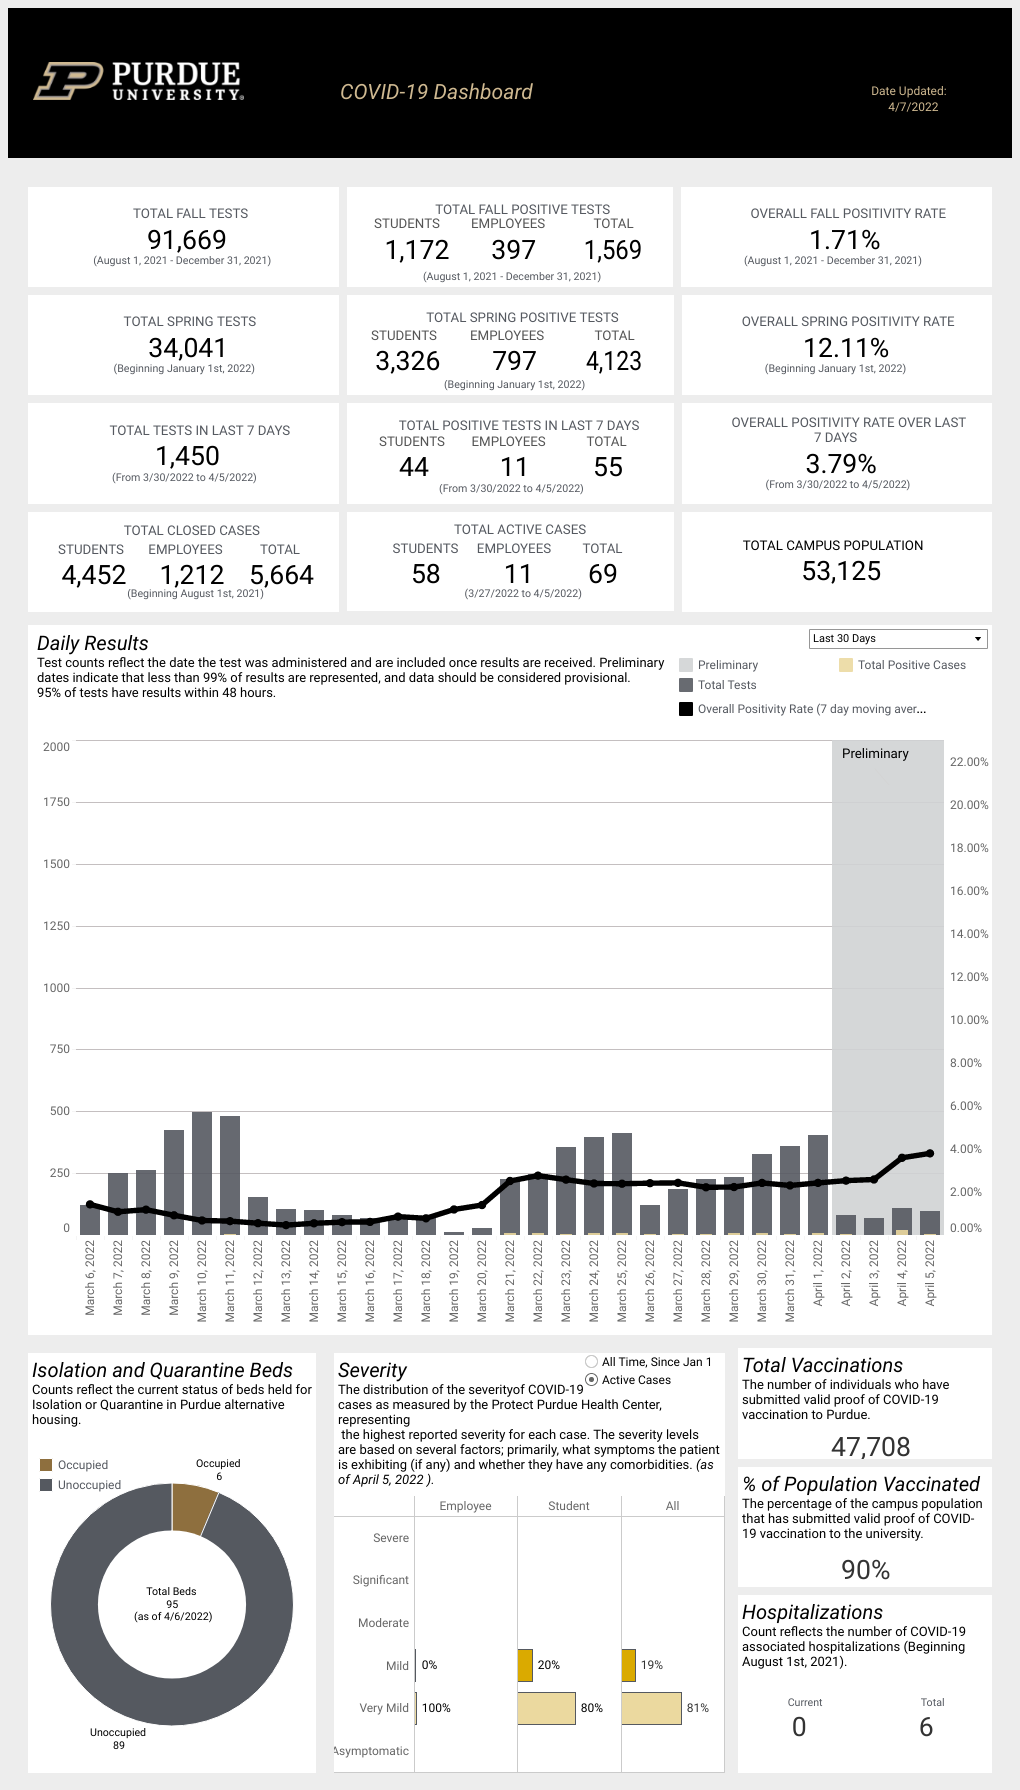 PURDUE
UNIVERSITY®
COVID-19 Dashboard
Date Updated:
4/7/2022
TOTAL FALL TESTS
91,669
(August 1, 2021 - December 31, 2021)
TOTAL FALL POSITIVE TESTS
STUDENTS EMPLOYEES TOTAL
1,172 397 1,569
(August 1, 2021 - December 31, 2021)
OVERALL FALL POSITIVITY RATE
1.71%
(August 1, 2021 - December 31, 2021)
TOTAL SPRING TESTS
34,041
(Beginning January 1st, 2022)
TOTAL SPRING POSITIVE TESTS
STUDENTS EMPLOYEES TOTAL
3,326 797 4,123
(Beginning January 1st, 2022)
OVERALL SPRING POSITIVITY RATE
12.11%
(Beginning January 1st, 2022)
TOTAL TESTS IN LAST 7 DAYS
1,450
(From 3/30/2022 to 4/5/2022)
TOTAL POSITIVE TESTS IN LAST 7 DAYS
STUDENTS EMPLOYEES TOTAL
44 11 55
(From 3/30/2022 to 4/5/2022)
OVERALL POSITIVITY RATE OVER LAST
7 DAYS
3.79%
(From 3/30/2022 to 4/5/2022)
TOTAL CLOSED CASES
STUDENTS EMPLOYEES TOTAL
4,452 1,212 5,664
(Beginning August 1st, 2021)
TOTAL ACTIVE CASES
STUDENTS EMPLOYEES TOTAL
58 11 69
(3/27/2022 to 4/5/2022)
TOTAL CAMPUS POPULATION
53,125
Daily Results
Test counts reflect the date the test was administered and are included once results are received. Preliminary
dates indicate that less than 99% of results are represented, and data should be considered provisional.
95% of tests have results within 48 hours.
Last 30 Days
Preliminary
Total Positive Cases
Total Tests
Overall Positivity Rate (7 day moving aver...
2000
1750
1500
1250
1000
750
500
250
0
Preliminary
22.00%
20.00%
18.00%
16.00%
14.00%
12.00%
10.00%
8.00%
6.00%
4.00%
2.00%
0.00%
March 6, 2022
March 7, 2022
March 8, 2022
March 9, 2022
March 10, 2022
March 11, 2022
March 12, 2022
March 13, 2022
March 14, 2022
March 15, 2022
March 16, 2022
March 17, 2022
March 18, 2022
March 19, 2022
March 20, 2022
March 21, 2022
March 22, 2022
March 23, 2022
March 24, 2022
March 25, 2022
March 26, 2022
March 27, 2022
March 28, 2022
March 29, 2022
March 30, 2022
March 31, 2022
April 1, 2022
April 2, 2022
April 3, 2022
April 4, 2022
April 5, 2022
Isolation and Quarantine Beds
Counts reflect the current status of beds held for
Isolation or Quarantine in Purdue alternative
housing.
Occupied
Unoccupied
Occupied
6
Total Beds
95
(as of 4/6/2022)
Unoccupied
89
Severity
All Time, Since Jan 1
Active Cases
The distribution of the severityof COVID-19
cases as measured by the Protect Purdue Health Center,
representing
the highest reported severity for each case. The severity levels
are based on several factors; primarily, what symptoms the patient
is exhibiting (if any) and whether they have any comorbidities. (as
of April 5, 2022 ).
Employee Student All
Severe
Significant
Moderate
Mild 0% 20% 19%
Very Mild 100% 80% 81%
Asymptomatic
Total Vaccinations
The number of individuals who have
submitted valid proof of COVID-19
vaccination to Purdue.
47,708
% of Population Vaccinated
The percentage of the campus population
that has submitted valid proof of COVID-
19 vaccination to the university.
90%
Hospitalizations
Count reflects the number of COVID-19
associated hospitalizations (Beginning
August 1st, 2021).
Current Total
0 6